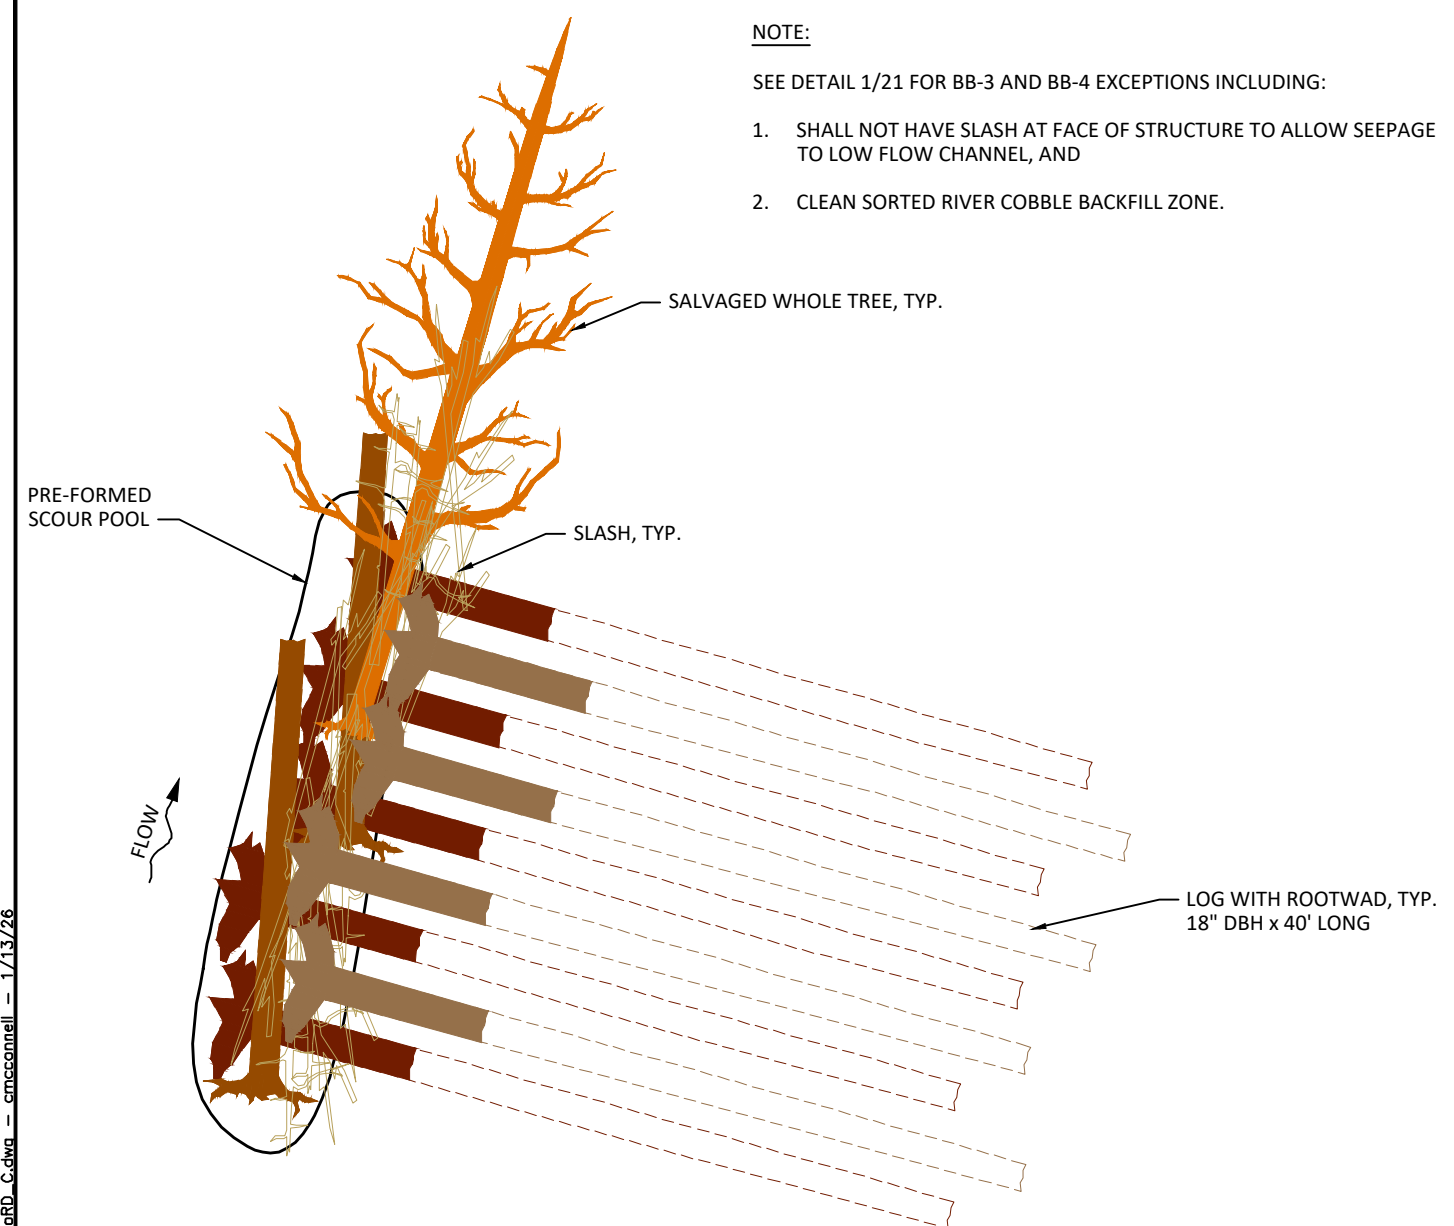 NOTE:
SEE DETAIL 1/21 FOR BB-3 AND BB-4 EXCEPTIONS INCLUDING:
1. SHALL NOT HAVE SLASH AT FACE OF STRUCTURE TO ALLOW SEEPAGE
TO LOW FLOW CHANNEL, AND
2. CLEAN SORTED RIVER COBBLE BACKFILL ZONE.
SALVAGED WHOLE TREE, TYP.
PRE-FORMED
SCOUR POOL
SLASH, TYP.
FLOW
LOG WITH ROOTWAD, TYP.
18" DBH x 40' LONG
oRD_C.dwg - cmcconnell - 1/13/26